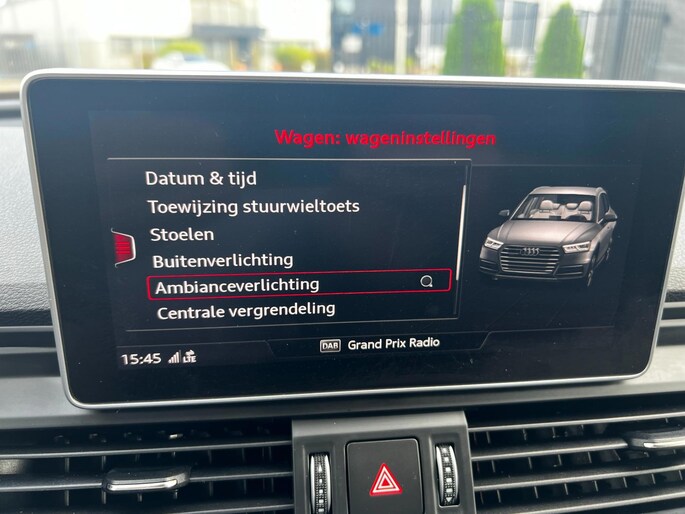 Wagen: wageninstellingen
Datum & tijd
Toewijzing stuurwieltoets
Stoelen
Buitenverlichting
Ambianceverlichting
Centrale vergrendeling
DAB Grand Prix Radio
15:45 LTE